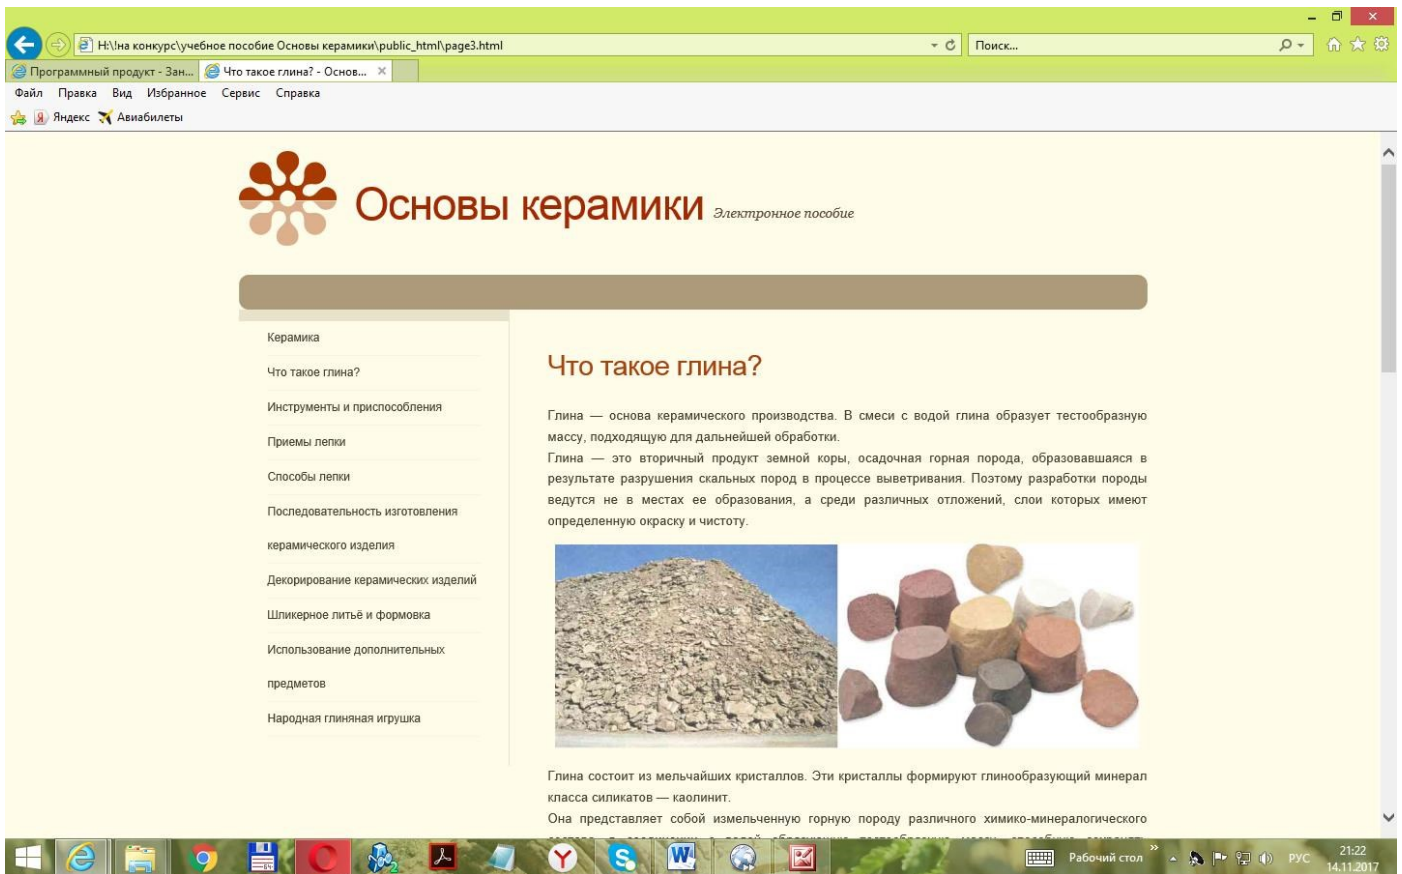 H:\!на конкурс\учебное пособие Основы керамики\public_html\page3.html
Поиск...
Программный продукт - Зан...
Что такое глина? - Основ...
Файл Правка Вид Избранное Сервис Справка
Яндекс Авиабилеты
Основы керамики Электронное пособие
Керамика
Что такое глина?
Инструменты и приспособления
Приемы лепки
Способы лепки
Последовательность изготовления
керамического изделия
Декорирование керамических изделий
Шликерное литьё и формовка
Использование дополнительных
предметов
Народная глиняная игрушка
Что такое глина?
Глина — основа керамического производства. В смеси с водой глина образует тестообразную
массу, подходящую для дальнейшей обработки.
Глина — это вторичный продукт земной коры, осадочная горная порода, образовавшаяся в
результате разрушения скальных пород в процессе выветривания. Поэтому разработки породы
ведутся не в местах ее образования, а среди различных отложений, слои которых имеют
определенную окраску и чистоту.
Глина состоит из мельчайших кристаллов. Эти кристаллы формируют глинообразующий минерал
класса силикатов — каолинит.
Она представляет собой измельченную горную породу различного химико-минералогического
Рабочий стол
РУС
21:22
14.11.2017